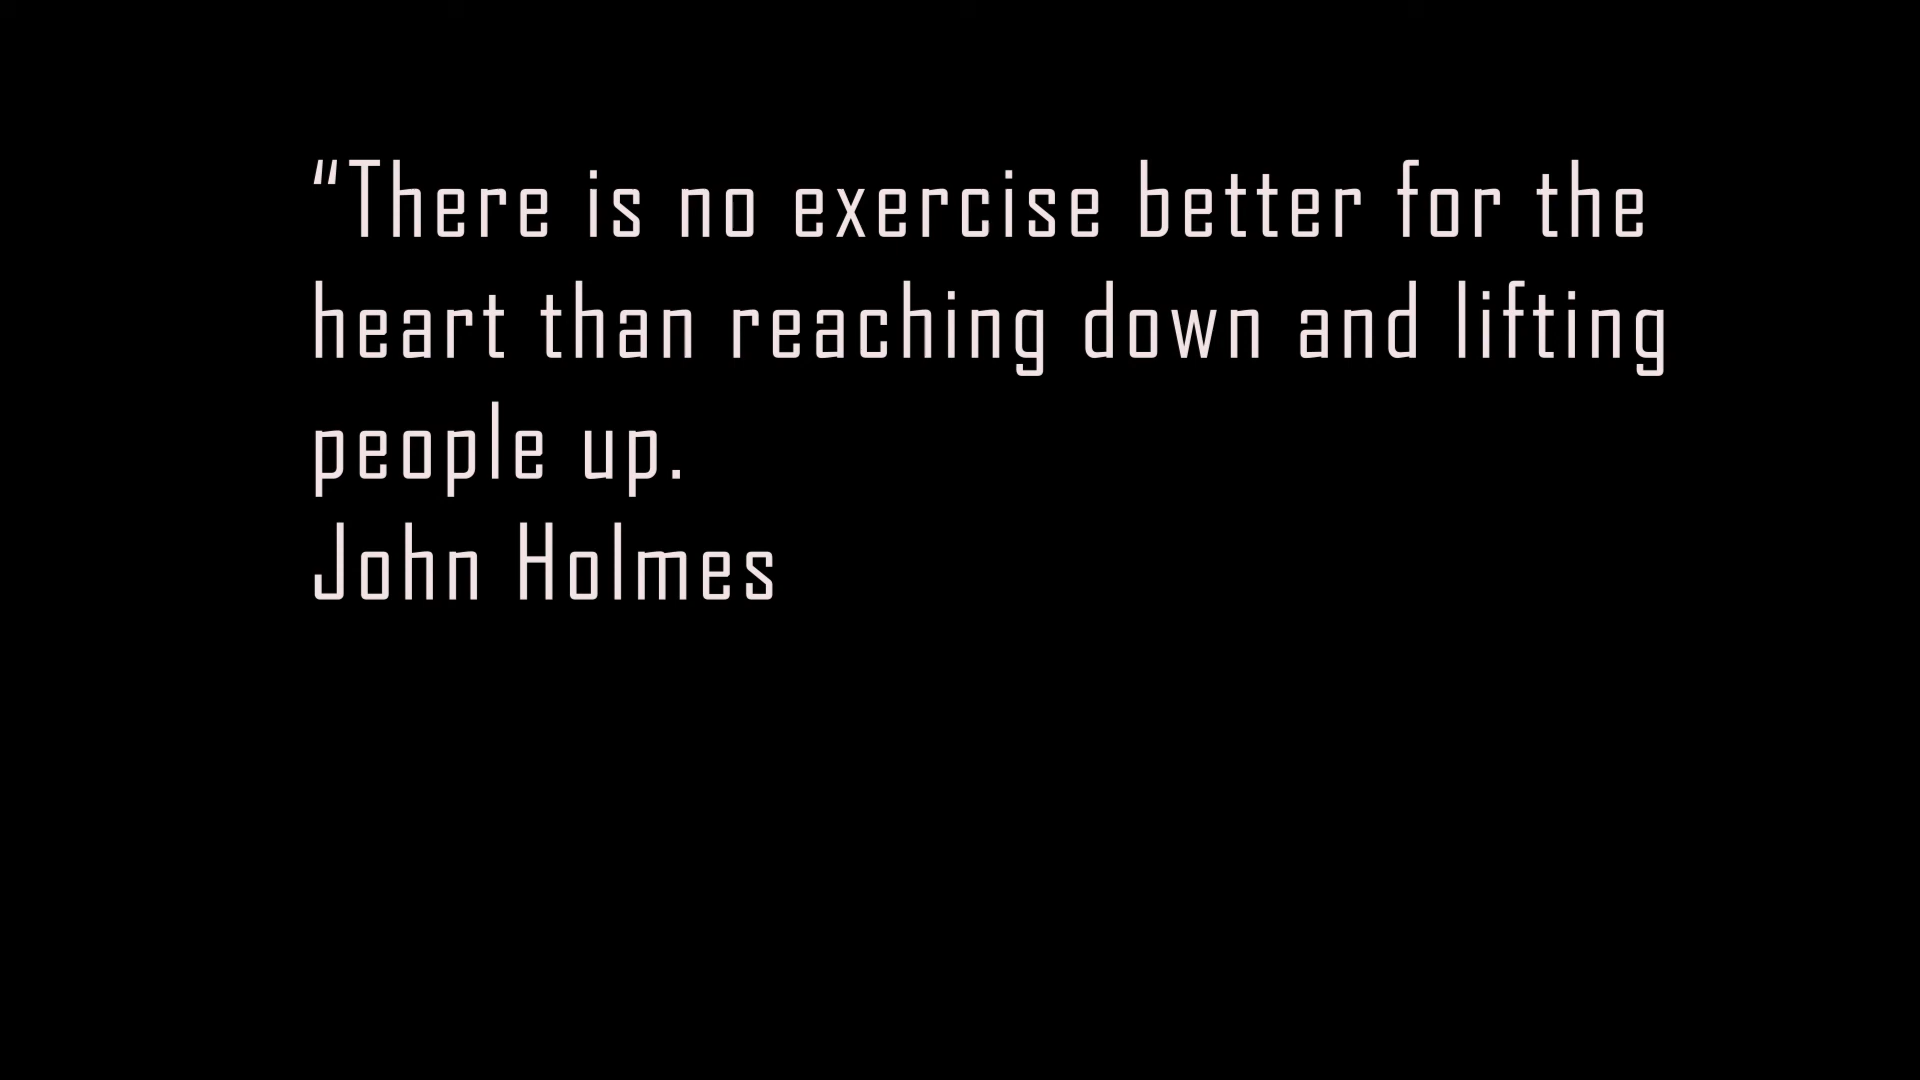 “There is no exercise better for the
heart than reaching down and lifting
people up.
John Holmes